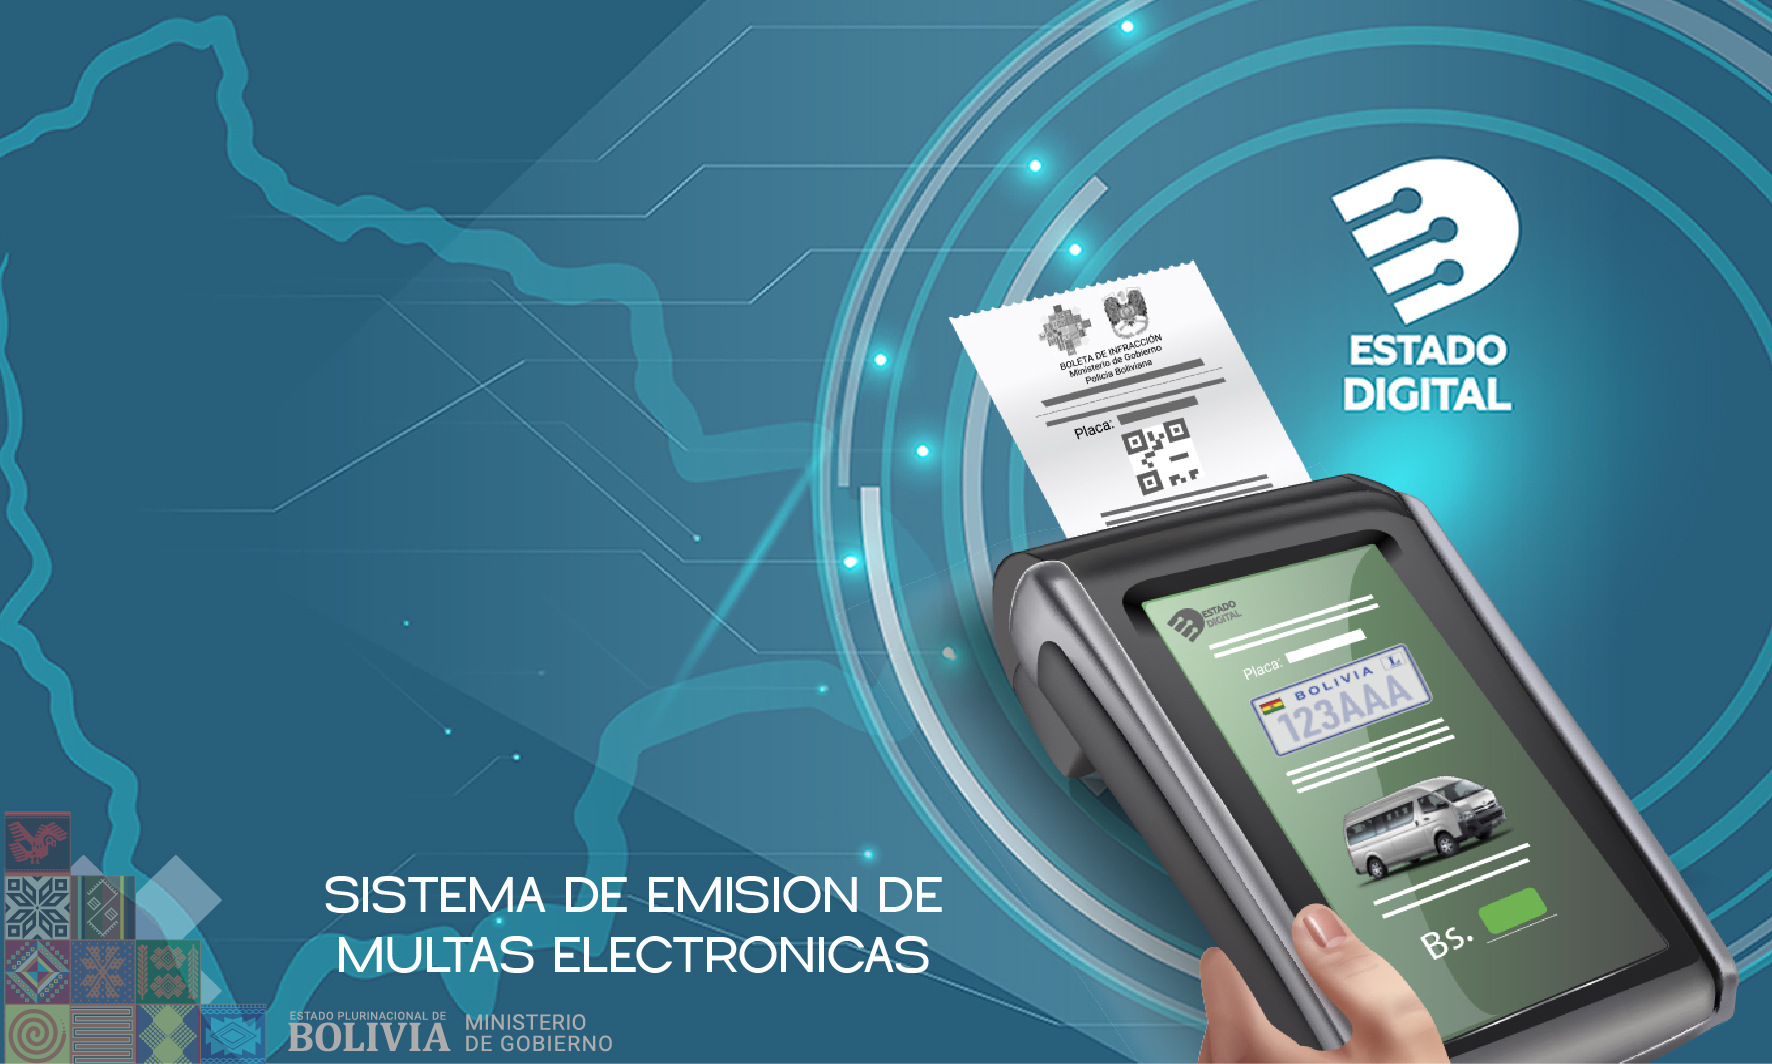 ESTADO
DIGITAL
BOLETA DE INFRACCIÓN
Ministerio de Gobierno
Policía Boliviana
Placa:
ESTADO
DIGITAL
Placa:
BOLIVIA
123AAA
Bs.
SISTEMA DE EMISION DE
MULTAS ELECTRONICAS
ESTADO PLURINACIONAL DE
BOLIVIA
MINISTERIO
DE GOBIERNO